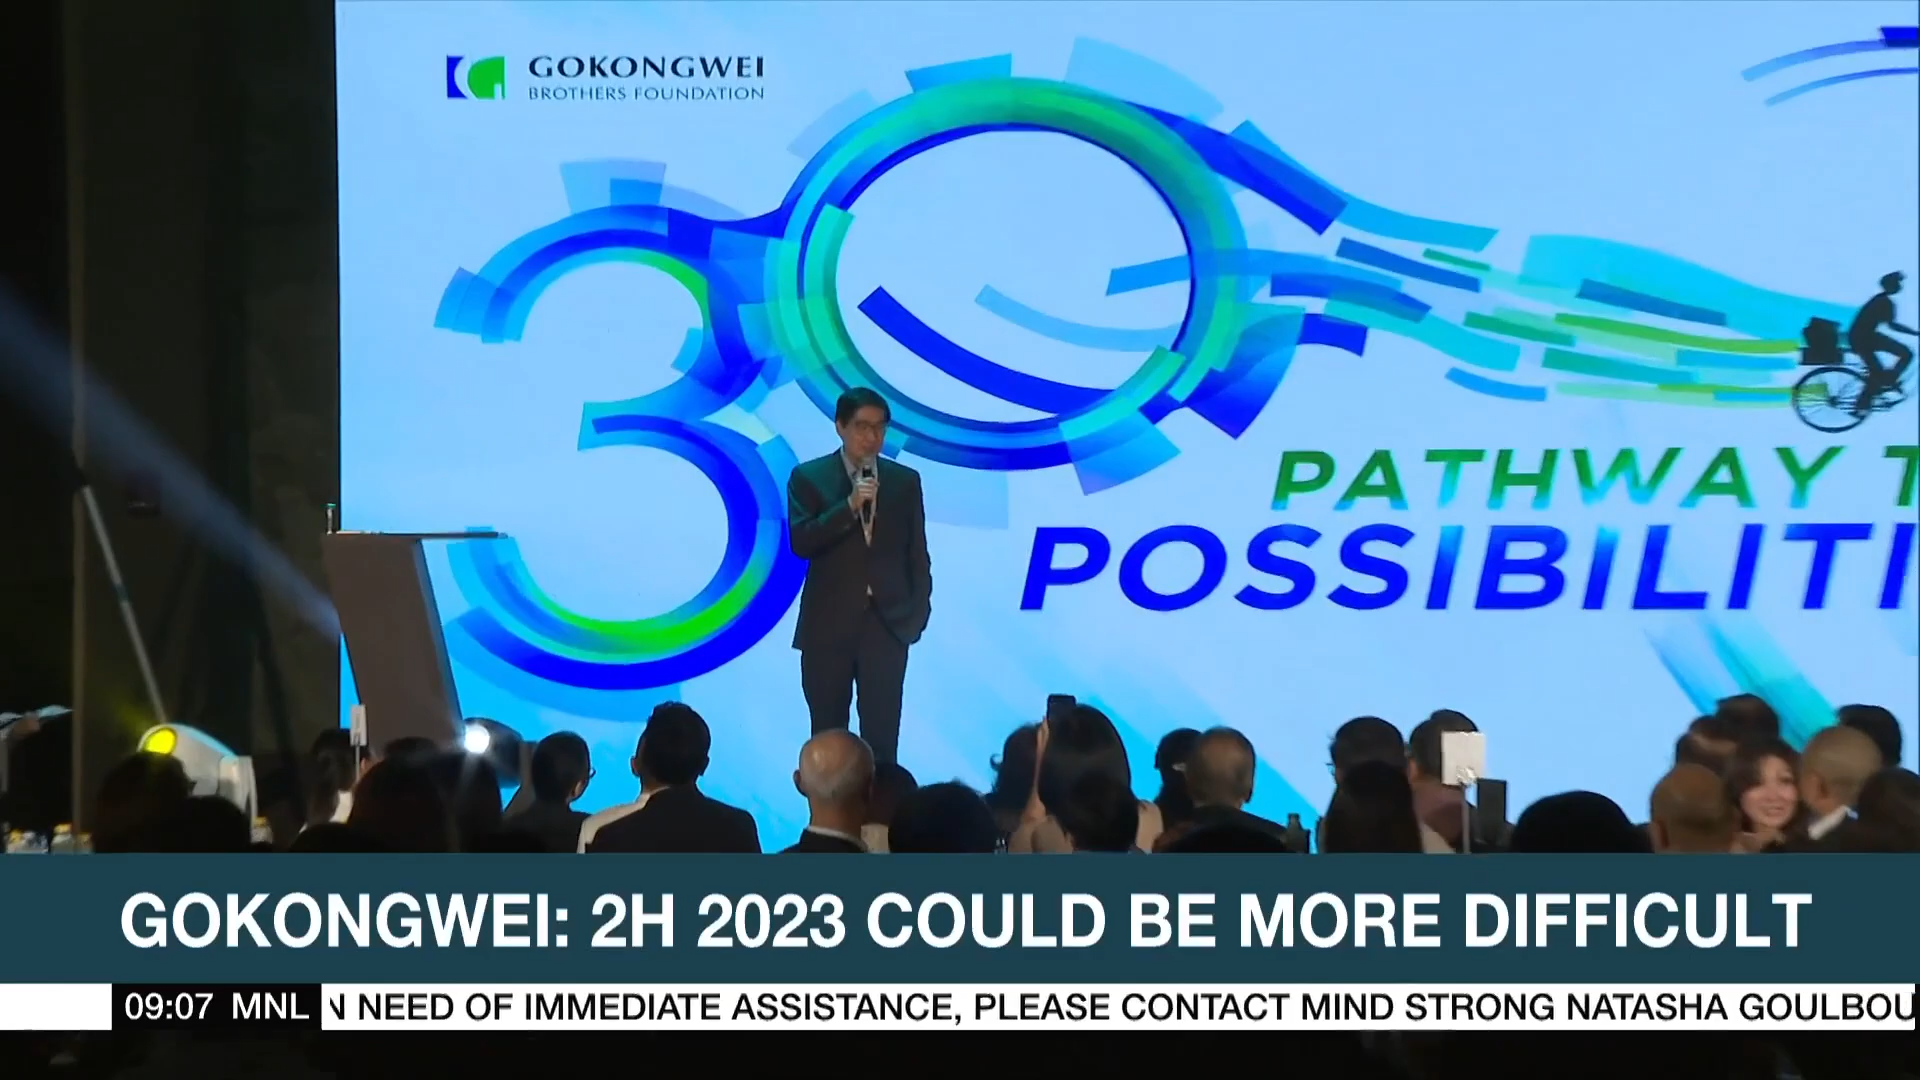 GOKONGWEI
BROTHERS FOUNDATION
30
PATHWAY T
POSSIBILITI
GOKONGWEI: 2H 2023 COULD BE MORE DIFFICULT
09:07 MNL
N NEED OF IMMEDIATE ASSISTANCE, PLEASE CONTACT MIND STRONG NATASHA GOULBOU